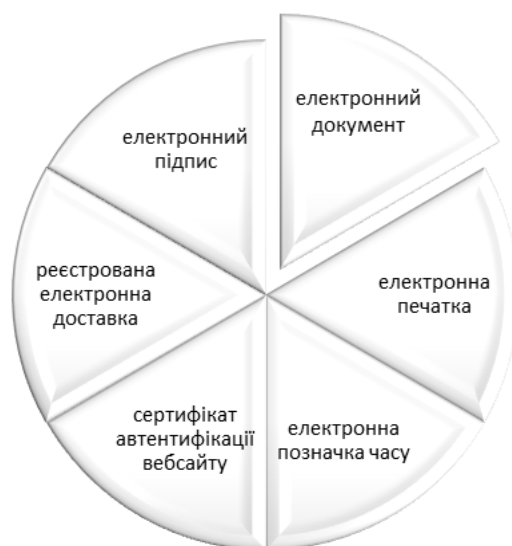 електронний
документ
електронна
печатка
електронна
позначка часу
сертифікат
автентифікації
вебсайту
реєстрована
електронна
доставка
електронний
підпис